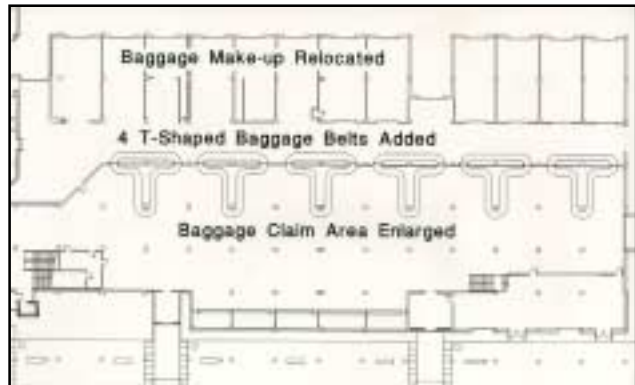 Baggage Make-up Relocated
4 T-Shaped Baggage Belts Added
Baggage Claim Area Enlarged